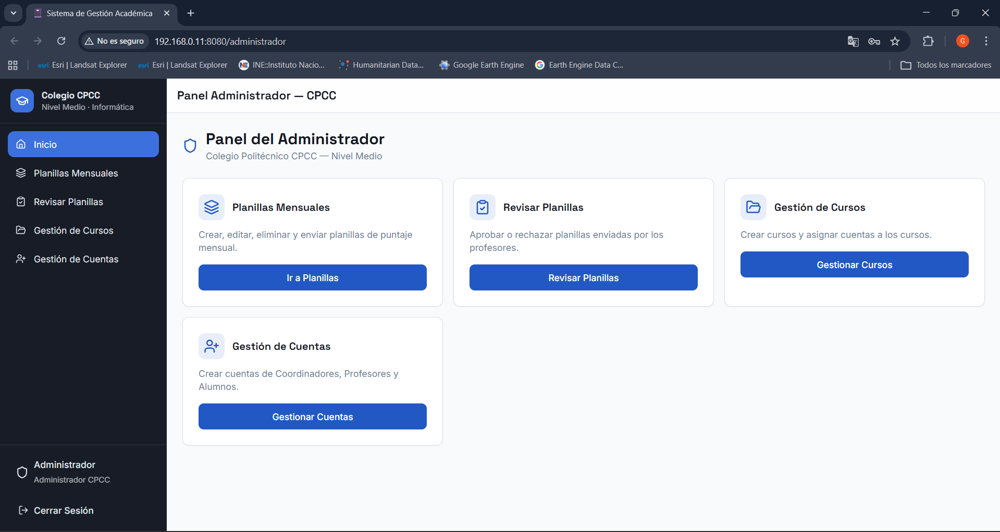 Sistema de Gestión Académica
No es seguro
192.168.0.11:8080/administrador
G
esri Esri | Landsat Explorer
esri Esri | Landsat Explorer
NE INE::Instituto Nacio...
Humanitarian Data...
Google Earth Engine
G Earth Engine Data C...
Todos los marcadores
Colegio CPCC
Nivel Medio · Informática
Inicio
Planillas Mensuales
Revisar Planillas
Gestión de Cursos
Gestión de Cuentas
Administrador
Administrador CPCC
Cerrar Sesión
Panel Administrador — CPCC
Panel del Administrador
Colegio Politécnico CPCC — Nivel Medio
Planillas Mensuales
Crear, editar, eliminar y enviar planillas de puntaje
mensual.
Ir a Planillas
Revisar Planillas
Aprobar o rechazar planillas enviadas por los
profesores.
Revisar Planillas
Gestión de Cursos
Crear cursos y asignar cuentas a los cursos.
Gestionar Cursos
Gestión de Cuentas
Crear cuentas de Coordinadores, Profesores y
Alumnos.
Gestionar Cuentas